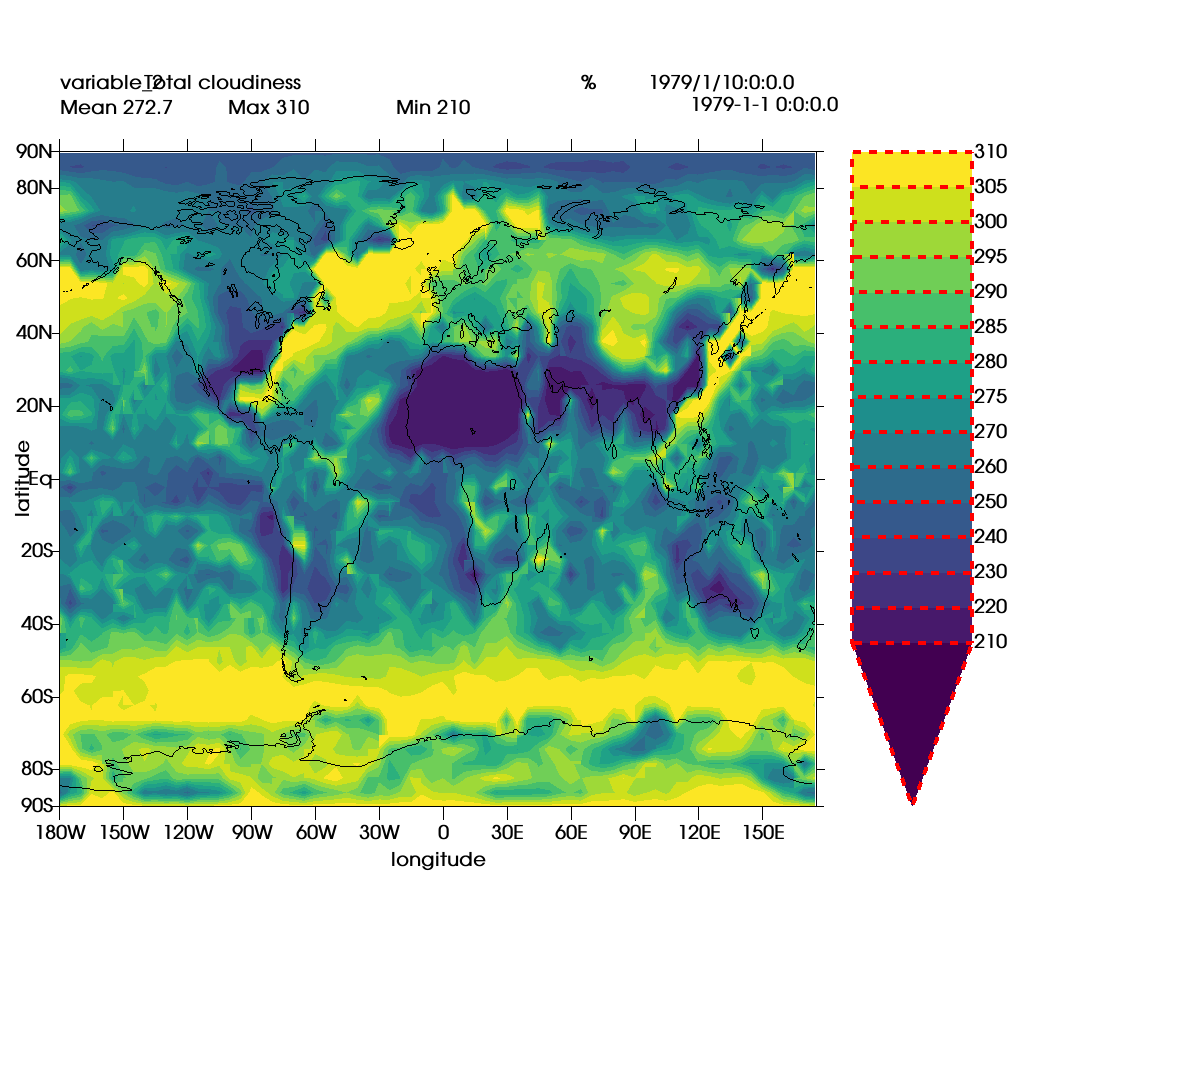 variable_2 Total cloudiness % 1979/1/10:0:0.0
Mean 272.7 Max 310 Min 210 1979-1-1 0:0:0.0
90N
80N
60N
40N
20N
Eq
20S
40S
60S
80S
90S
latitude
180W 150W 120W 90W 60W 30W 0 30E 60E 90E 120E 150E
longitude
310
305
300
295
290
285
280
275
270
260
250
240
230
220
210